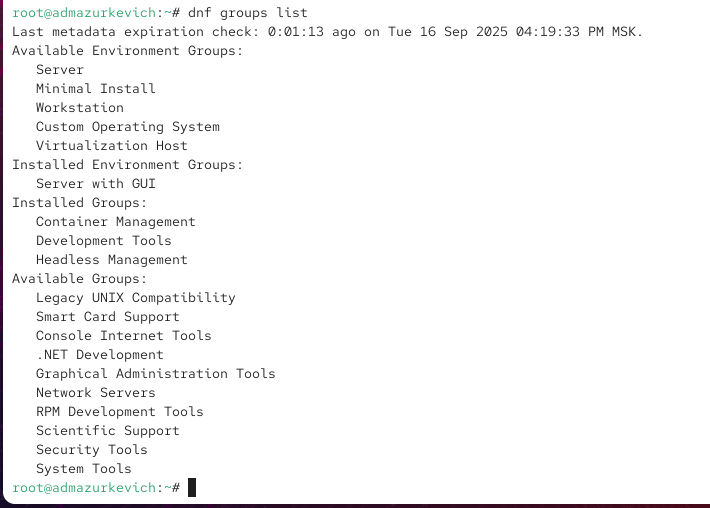 root@admazurkevich:~# dnf groups list
Last metadata expiration check: 0:01:13 ago on Tue 16 Sep 2025 04:19:33 PM MSK.
Available Environment Groups:
   Server
   Minimal Install
   Workstation
   Custom Operating System
   Virtualization Host
Installed Environment Groups:
   Server with GUI
Installed Groups:
   Container Management
   Development Tools
   Headless Management
Available Groups:
   Legacy UNIX Compatibility
   Smart Card Support
   Console Internet Tools
   .NET Development
   Graphical Administration Tools
   Network Servers
   RPM Development Tools
   Scientific Support
   Security Tools
   System Tools
root@admazurkevich:~#